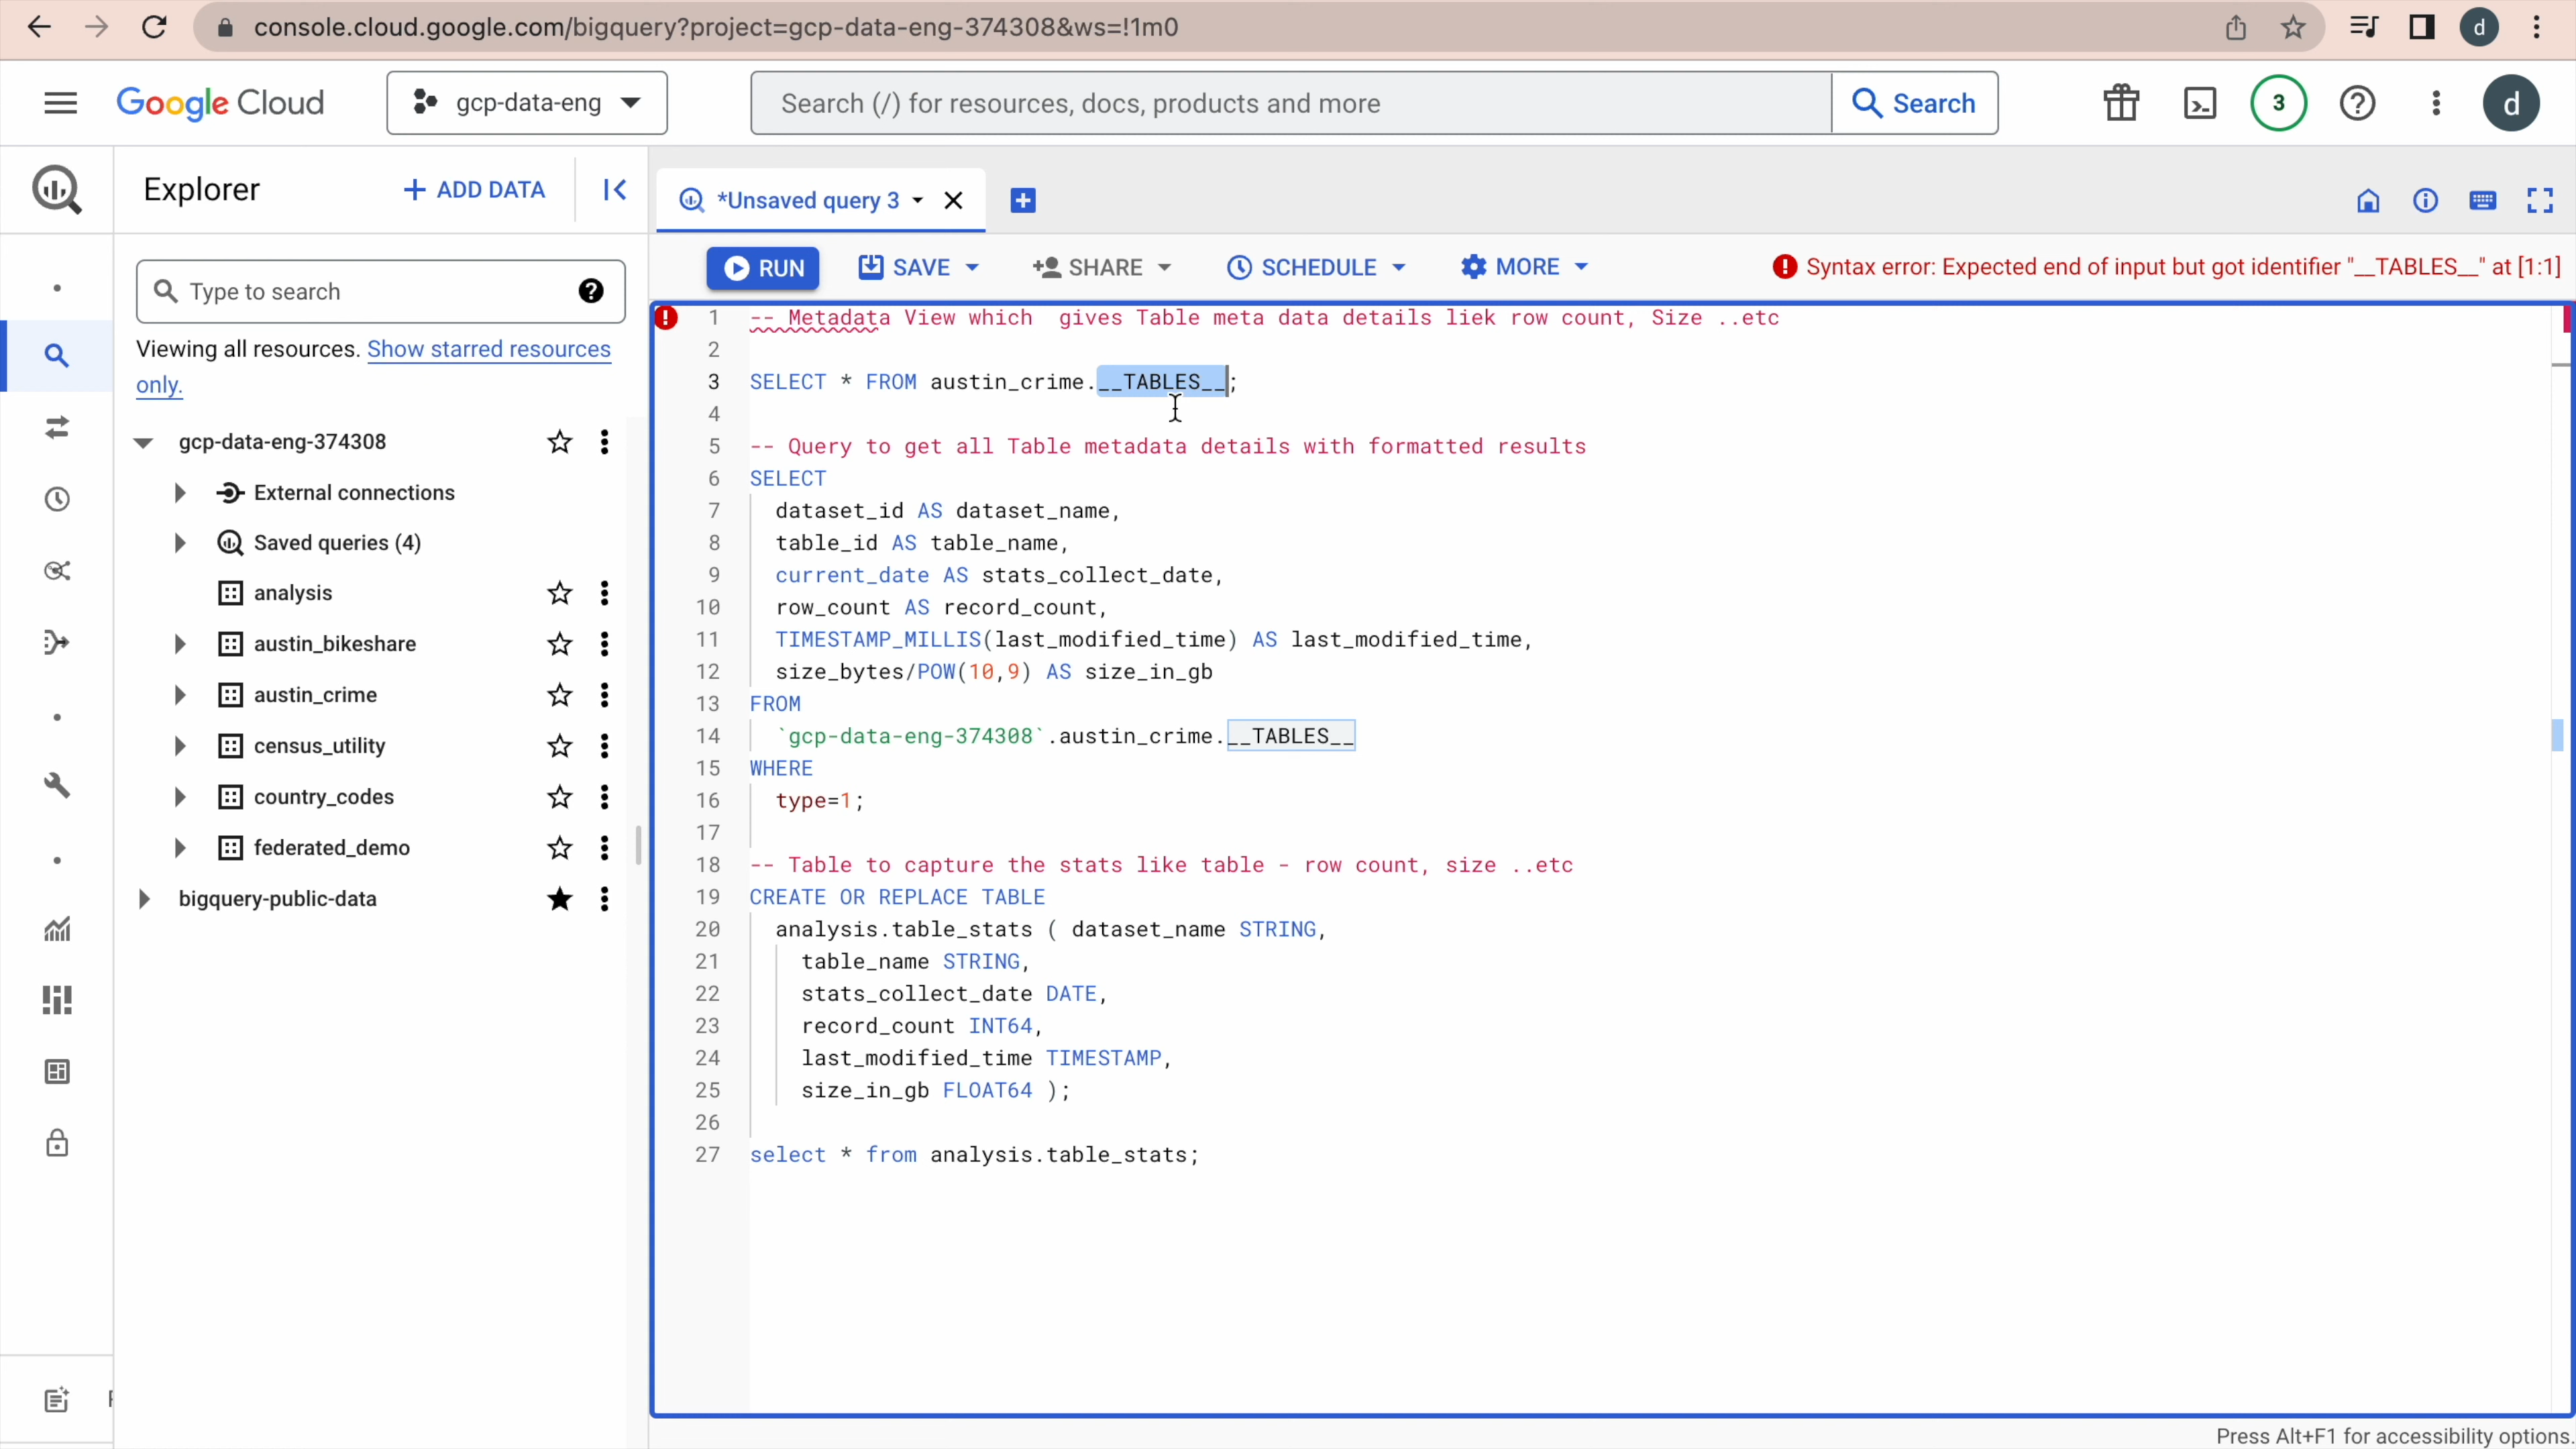 console.cloud.google.com/bigquery?project=gcp-data-eng-374308&ws=!1m0
d
Google Cloud
gcp-data-eng
Search (/) for resources, docs, products and more
Search
3
d
Explorer
+ ADD DATA
*Unsaved query 3
RUN
SAVE
SHARE
SCHEDULE
MORE
Syntax error: Expected end of input but got identifier "__TABLES__" at [1:1]
Type to search
Viewing all resources. Show starred resources
only.
gcp-data-eng-374308
External connections
Saved queries (4)
analysis
austin_bikeshare
austin_crime
census_utility
country_codes
federated_demo
bigquery-public-data
1 -- Metadata View which  gives Table meta data details liek row count, Size ..etc
2
3 SELECT * FROM austin_crime.__TABLES__;
4
5 -- Query to get all Table metadata details with formatted results
6 SELECT
7 dataset_id AS dataset_name,
8 table_id AS table_name,
9 current_date AS stats_collect_date,
10 row_count AS record_count,
11 TIMESTAMP_MILLIS(last_modified_time) AS last_modified_time,
12 size_bytes/POW(10,9) AS size_in_gb
13 FROM
14 `gcp-data-eng-374308`.austin_crime.__TABLES__
15 WHERE
16 type=1;
17
18 -- Table to capture the stats like table - row count, size ..etc
19 CREATE OR REPLACE TABLE
20 analysis.table_stats ( dataset_name STRING,
21 table_name STRING,
22 stats_collect_date DATE,
23 record_count INT64,
24 last_modified_time TIMESTAMP,
25 size_in_gb FLOAT64 );
26
27 select * from analysis.table_stats;
Press Alt+F1 for accessibility options.